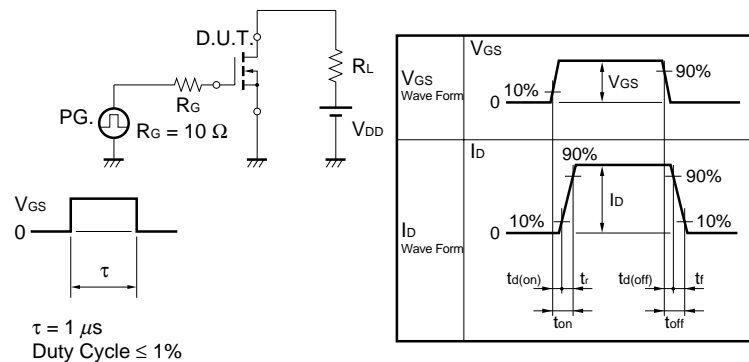 D.U.T.
RL
RG
PG.
RG = 10 Ω
VDD
VGS
0
τ
τ = 1 μs
Duty Cycle ≤ 1%
VGS
Wave Form
VGS
10%
VGS
90%
0
ID
Wave Form
ID
90%
90%
10%
ID
10%
0
td(on)
tr
td(off)
tf
ton
toff